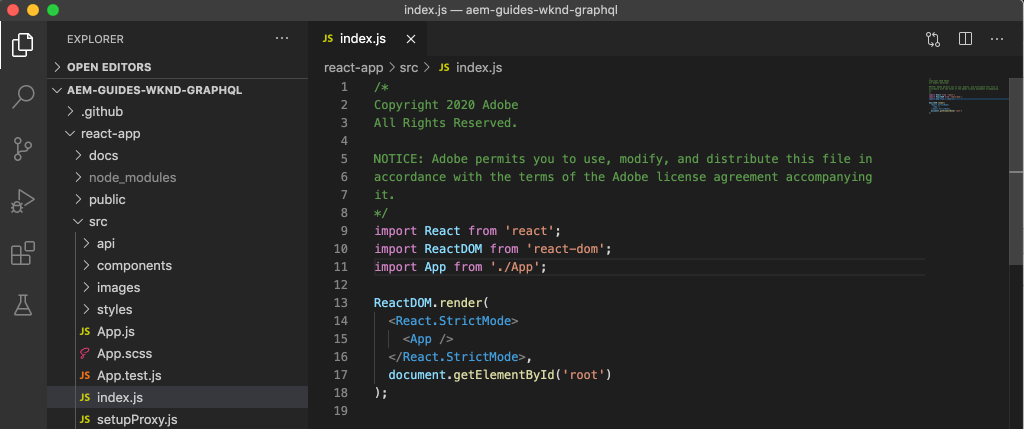 index.js — aem-guides-wknd-graphql
EXPLORER
OPEN EDITORS
AEM-GUIDES-WKND-GRAPHQL
.github
react-app
docs
node_modules
public
src
api
components
images
styles
JS App.js
App.scss
JS App.test.js
JS index.js
JS setupProxy.js
JS index.js
react-app > src > JS index.js
1 /*
2 Copyright 2020 Adobe
3 All Rights Reserved.
4
5 NOTICE: Adobe permits you to use, modify, and distribute this file in
6 accordance with the terms of the Adobe license agreement accompanying
7 it.
8 */
9 import React from 'react';
10 import ReactDOM from 'react-dom';
11 import App from './App';
12
13 ReactDOM.render(
14   <React.StrictMode>
15     <App />
16   </React.StrictMode>,
17   document.getElementById('root')
18 );
19